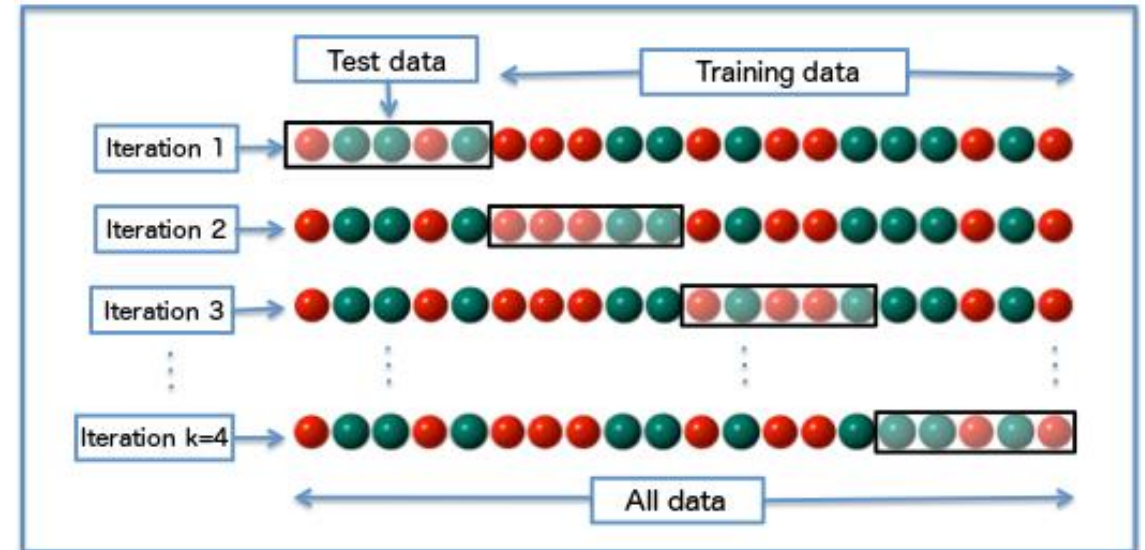 Test data
Training data
Iteration 1
Iteration 2
Iteration 3
Iteration k=4
All data